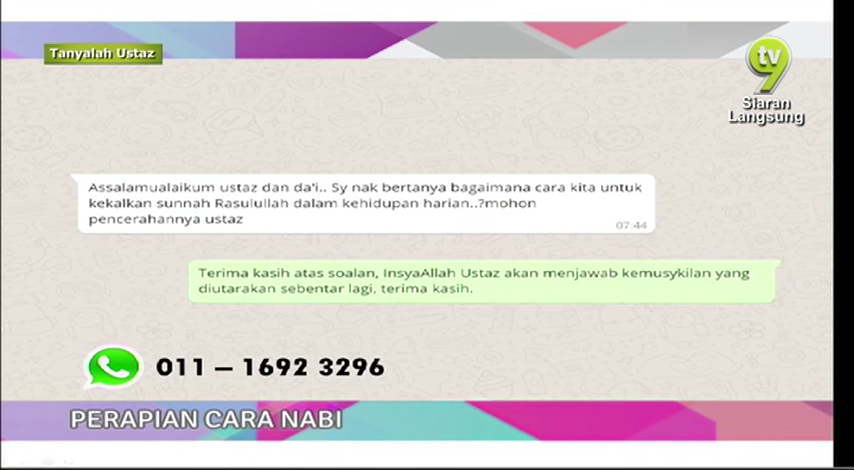 Tanyalah Ustaz
tv
9
Siaran
Langsung
Assalamualaikum ustaz dan da'i.. Sy nak bertanya bagaimana cara kita untuk
kekalkan sunnah Rasulullah dalam kehidupan harian..?mohon
pencerahannya ustaz
07:44
Terima kasih atas soalan, InsyaAllah Ustaz akan menjawab kemusykilan yang
diutarakan sebentar lagi, terima kasih.
011 – 1692 3296
PERAPIAN CARA NABI